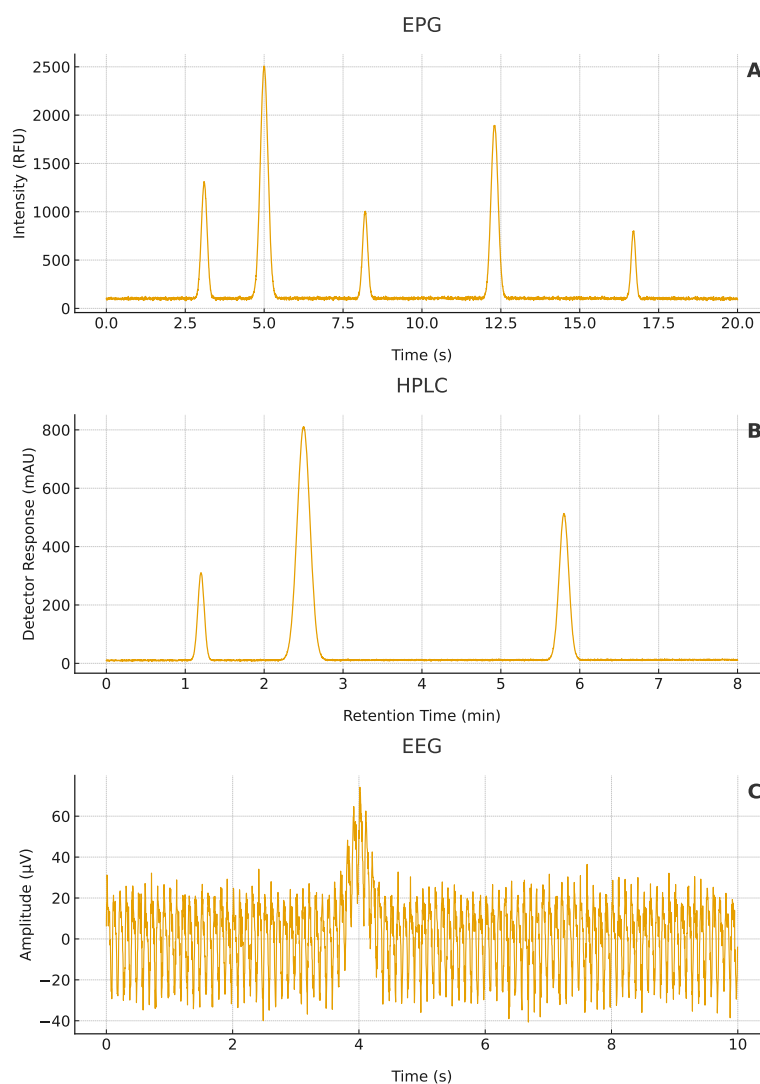 EPG
A
2500
2000
1500
1000
500
0
Intensity (RFU)
0.0 2.5 5.0 7.5 10.0 12.5 15.0 17.5 20.0
Time (s)
HPLC
B
800
600
400
200
0
Detector Response (mAU)
0 1 2 3 4 5 6 7 8
Retention Time (min)
EEG
C
60
40
20
0
−20
−40
Amplitude (µV)
0 2 4 6 8 10
Time (s)